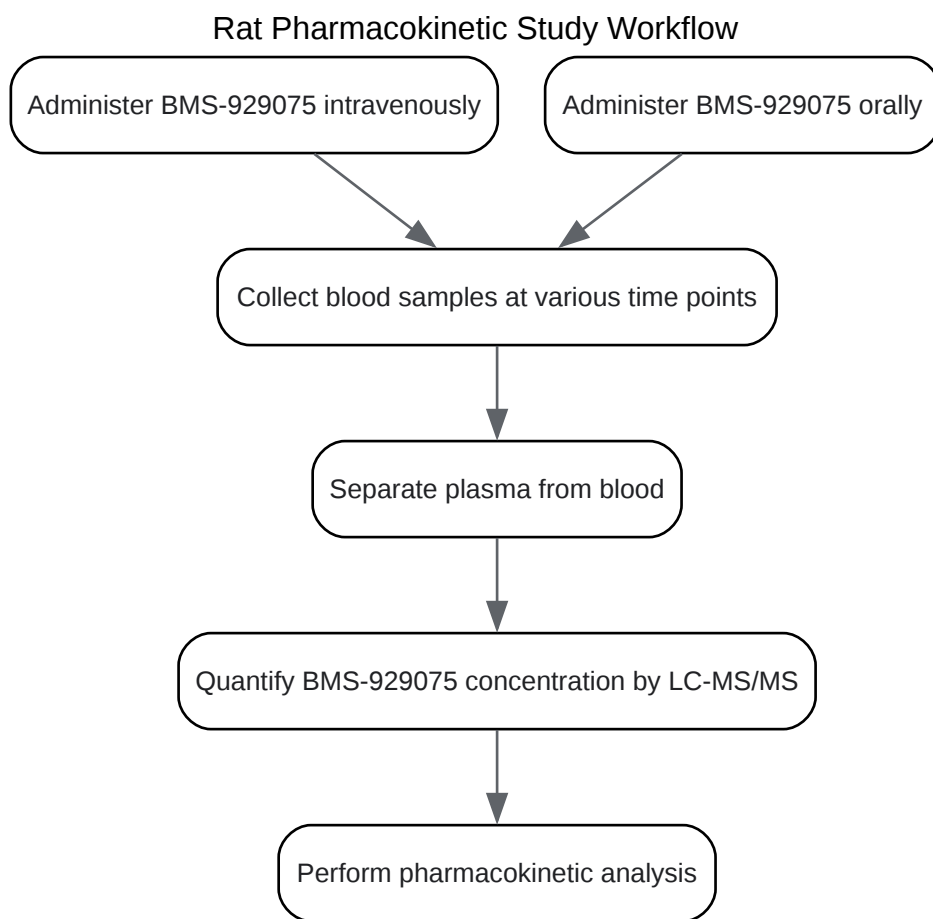 Rat Pharmacokinetic Study Workflow
Administer BMS-929075 intravenously
Administer BMS-929075 orally
Collect blood samples at various time points
Separate plasma from blood
Quantify BMS-929075 concentration by LC-MS/MS
Perform pharmacokinetic analysis